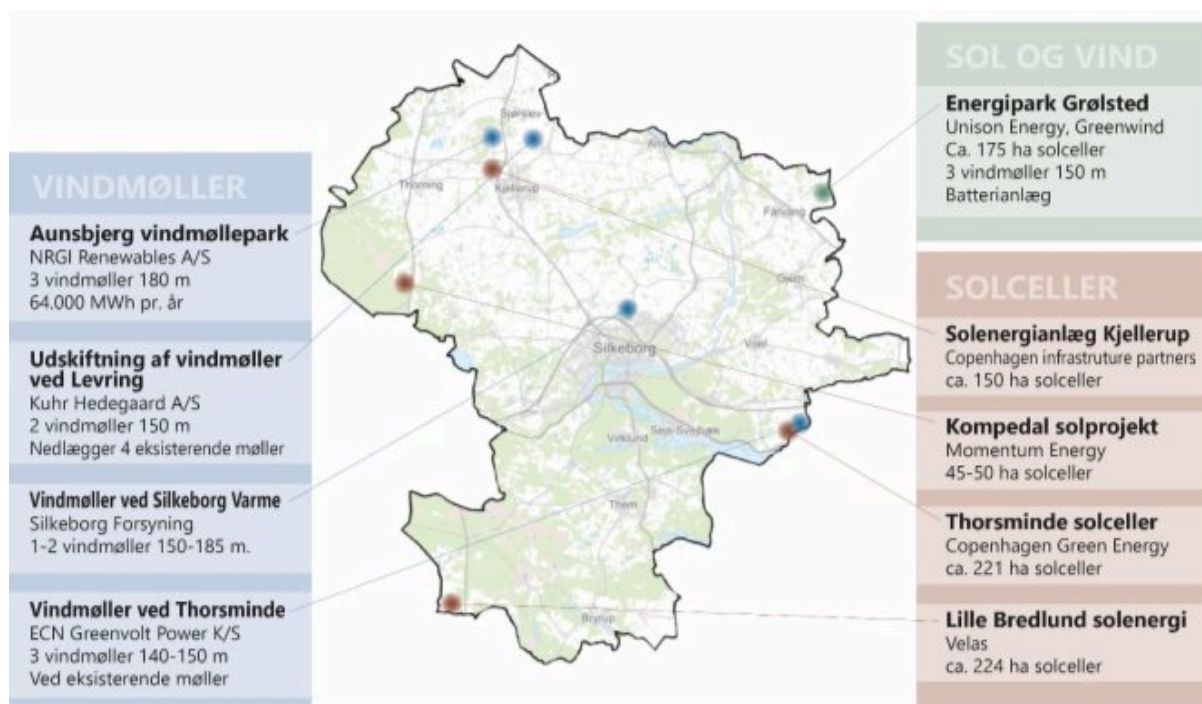 VINDMØLLER
Aunsbjerg vindmøllepark
NRGI Renewables A/S
3 vindmøller 180 m
64.000 MWh pr. år
Udskiftning af vindmøller
ved Levring
Kuhr Hedegaard A/S
2 vindmøller 150 m
Nedlægger 4 eksisterende møller
Vindmøller ved Silkeborg Varme
Silkeborg Forsyning
1-2 vindmøller 150-185 m.
Vindmøller ved Thorsminde
ECN Greenvolt Power K/S
3 vindmøller 140-150 m
Ved eksisterende møller
Sjørslev
Thorning
Kjellerup
Fårvang
Gjern
Silkeborg
Voel
Virklund
Sejs-Svejbæk
Them
Bryrup
SOL OG VIND
Energipark Grølsted
Unison Energy, Greenwind
Ca. 175 ha solceller
3 vindmøller 150 m
Batterianlæg
SOLCELLER
Solenergianlæg Kjellerup
Copenhagen infrastruture partners
ca. 150 ha solceller
Kompedal solprojekt
Momentum Energy
45-50 ha solceller
Thorsminde solceller
Copenhagen Green Energy
ca. 221 ha solceller
Lille Bredlund solenergi
Velas
ca. 224 ha solceller